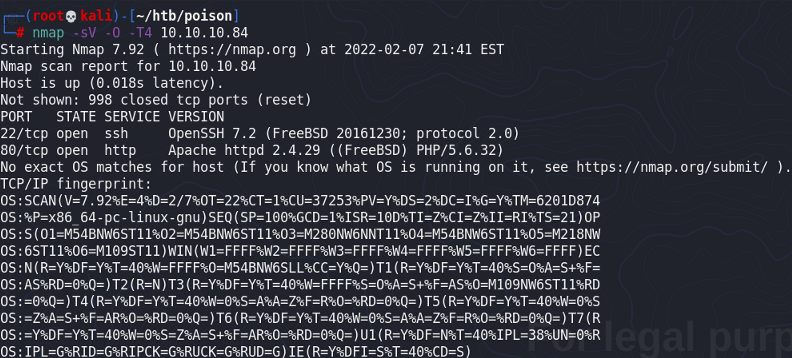 ┌──(root💀kali)-[~/htb/poison]
└─# nmap -sV -O -T4 10.10.10.84
Starting Nmap 7.92 ( https://nmap.org ) at 2022-02-07 21:41 EST
Nmap scan report for 10.10.10.84
Host is up (0.018s latency).
Not shown: 998 closed tcp ports (reset)
PORT   STATE SERVICE VERSION
22/tcp open  ssh     OpenSSH 7.2 (FreeBSD 20161230; protocol 2.0)
80/tcp open  http    Apache httpd 2.4.29 ((FreeBSD) PHP/5.6.32)
No exact OS matches for host (If you know what OS is running on it, see https://nmap.org/submit/ ).
TCP/IP fingerprint:
OS:SCAN(V=7.92%E=4%D=2/7%OT=22%CT=1%CU=37253%PV=Y%DS=2%DC=I%G=Y%TM=6201D874
OS:%P=x86_64-pc-linux-gnu)SEQ(SP=100%GCD=1%ISR=10D%TI=Z%CI=Z%II=RI%TS=21)OP
OS:S(O1=M54BNW6ST11%O2=M54BNW6ST11%O3=M280NW6NNT11%O4=M54BNW6ST11%O5=M218NW
OS:6ST11%O6=M109ST11)WIN(W1=FFFF%W2=FFFF%W3=FFFF%W4=FFFF%W5=FFFF%W6=FFFF)EC
OS:N(R=Y%DF=Y%T=40%W=FFFF%O=M54BNW6SLL%CC=Y%Q=)T1(R=Y%DF=Y%T=40%S=O%A=S+%F=
OS:AS%RD=0%Q=)T2(R=N)T3(R=Y%DF=Y%T=40%W=FFFF%S=O%A=S+%F=AS%O=M109NW6ST11%RD
OS:=0%Q=)T4(R=Y%DF=Y%T=40%W=0%S=A%A=Z%F=R%O=%RD=0%Q=)T5(R=Y%DF=Y%T=40%W=0%S
OS:=Z%A=S+%F=AR%O=%RD=0%Q=)T6(R=Y%DF=Y%T=40%W=0%S=A%A=Z%F=R%O=%RD=0%Q=)T7(R
OS:=Y%DF=Y%T=40%W=0%S=Z%A=S+%F=AR%O=%RD=0%Q=)U1(R=Y%DF=N%T=40%IPL=38%UN=0%R
OS:IPL=G%RID=G%RIPCK=G%RUCK=G%RUD=G)IE(R=Y%DFI=S%T=40%CD=S)
For legal purp